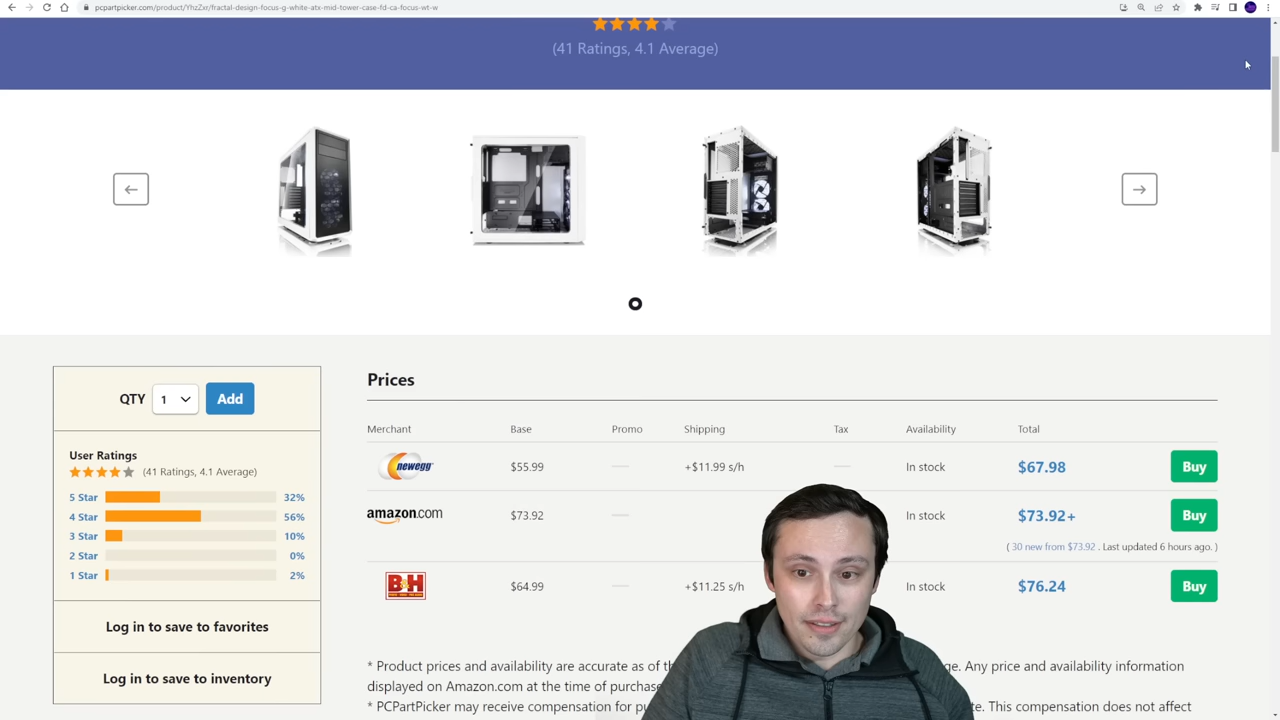 pcpartpicker.com/product/YhzZxr/fractal-design-focus-g-white-atx-mid-tower-case-fd-ca-focus-wt-w
(41 Ratings, 4.1 Average)
QTY 1 Add
User Ratings
(41 Ratings, 4.1 Average)
5 Star 32%
4 Star 56%
3 Star 10%
2 Star 0%
1 Star 2%
Log in to save to favorites
Log in to save to inventory
Prices
Merchant Base Promo Shipping Tax Availability Total
newegg $55.99 — +$11.99 s/h — In stock $67.98 Buy
amazon.com $73.92 — In stock $73.92+ Buy
( 30 new from $73.92 . Last updated 6 hours ago. )
B&H $64.99 — +$11.25 s/h In stock $76.24 Buy
* Product prices and availability are accurate as of th ge. Any price and availability information
displayed on Amazon.com at the time of purchase
* PCPartPicker may receive compensation for pu te. This compensation does not affect